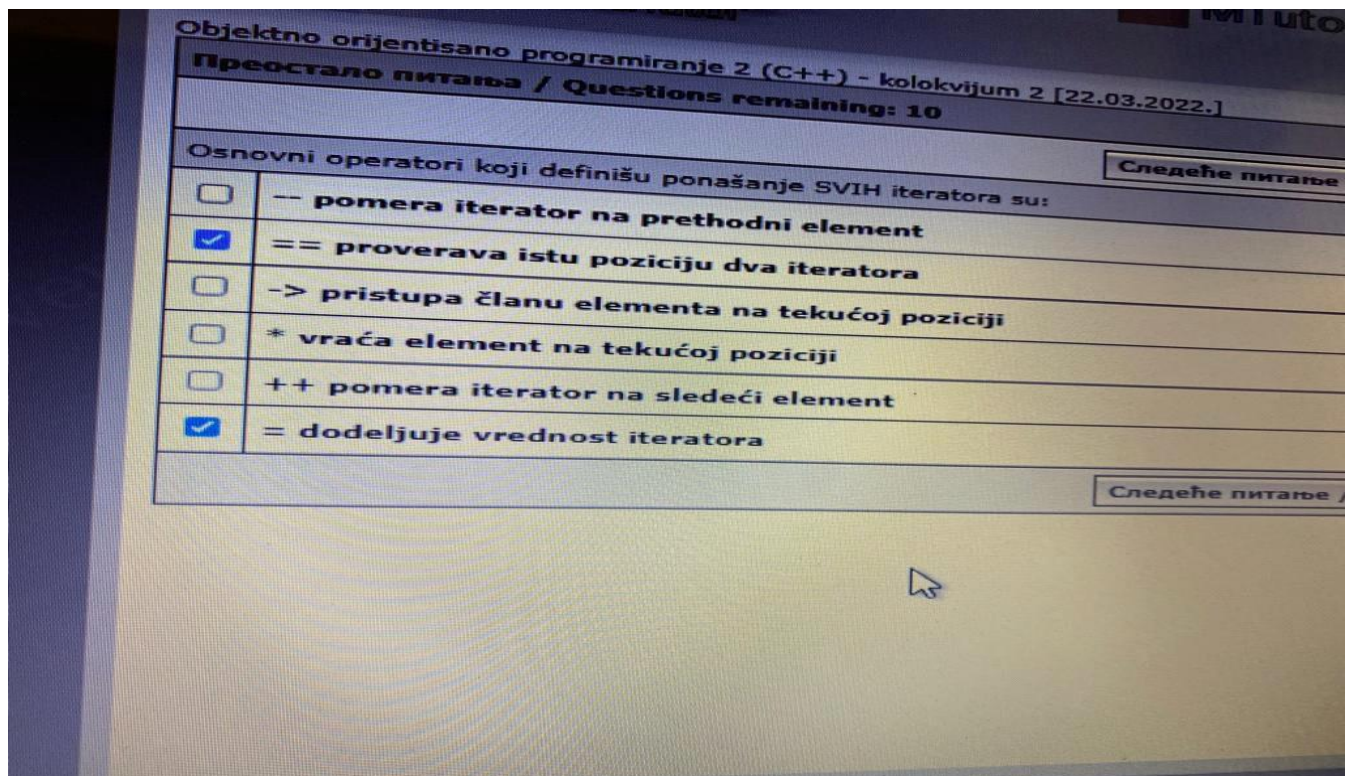 Objektno orijentisano programiranje 2 (C++) - kolokvijum 2 [22.03.2022.]
Преостало питања / Questions remaining: 10
Следеће питање
Osnovni operatori koji definišu ponašanje SVIH iteratora su:
-- pomera iterator na prethodni element
== proverava istu poziciju dva iteratora
-> pristupa članu elementa na tekućoj poziciji
* vraća element na tekućoj poziciji
++ pomera iterator na sledeći element
= dodeljuje vrednost iteratora
Следеће питање /